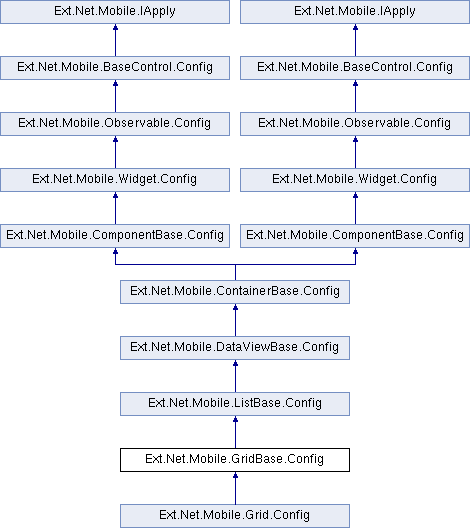 Ext.Net.Mobile.IApply
Ext.Net.Mobile.IApply
Ext.Net.Mobile.BaseControl.Config
Ext.Net.Mobile.BaseControl.Config
Ext.Net.Mobile.Observable.Config
Ext.Net.Mobile.Observable.Config
Ext.Net.Mobile.Widget.Config
Ext.Net.Mobile.Widget.Config
Ext.Net.Mobile.ComponentBase.Config
Ext.Net.Mobile.ComponentBase.Config
Ext.Net.Mobile.ContainerBase.Config
Ext.Net.Mobile.DataViewBase.Config
Ext.Net.Mobile.ListBase.Config
Ext.Net.Mobile.GridBase.Config
Ext.Net.Mobile.Grid.Config